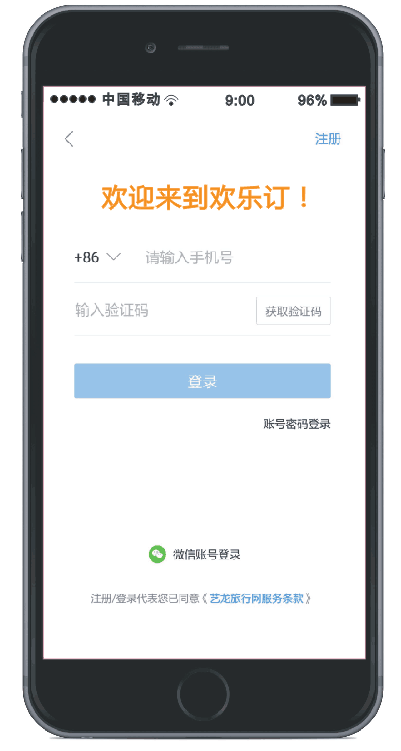 中国移动 9:00 96%
注册
欢迎来到欢乐订！
+86 请输入手机号
输入验证码 获取验证码
登录
账号密码登录
微信账号登录
注册/登录代表您已同意《艺龙旅行网服务条款》